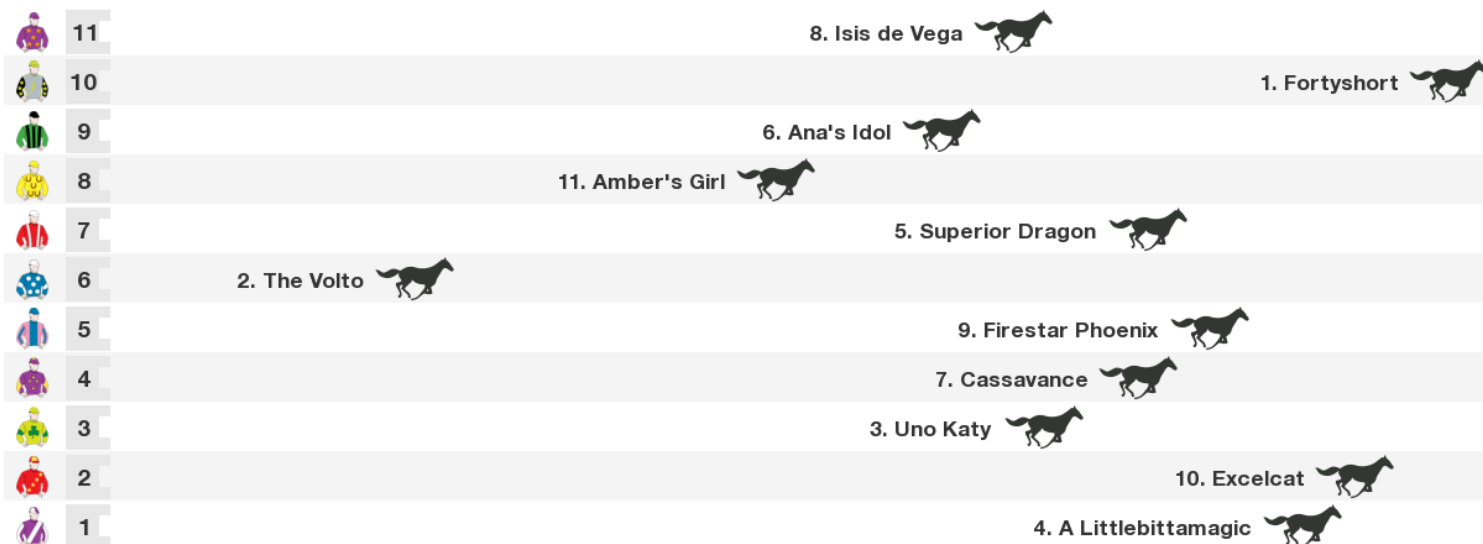 11 8. Isis de Vega
10 1. Fortyshort
9 6. Ana's Idol
8 11. Amber's Girl
7 5. Superior Dragon
6 2. The Volto
5 9. Firestar Phoenix
4 7. Cassavance
3 3. Uno Katy
2 10. Excelcat
1 4. A Littlebittamagic